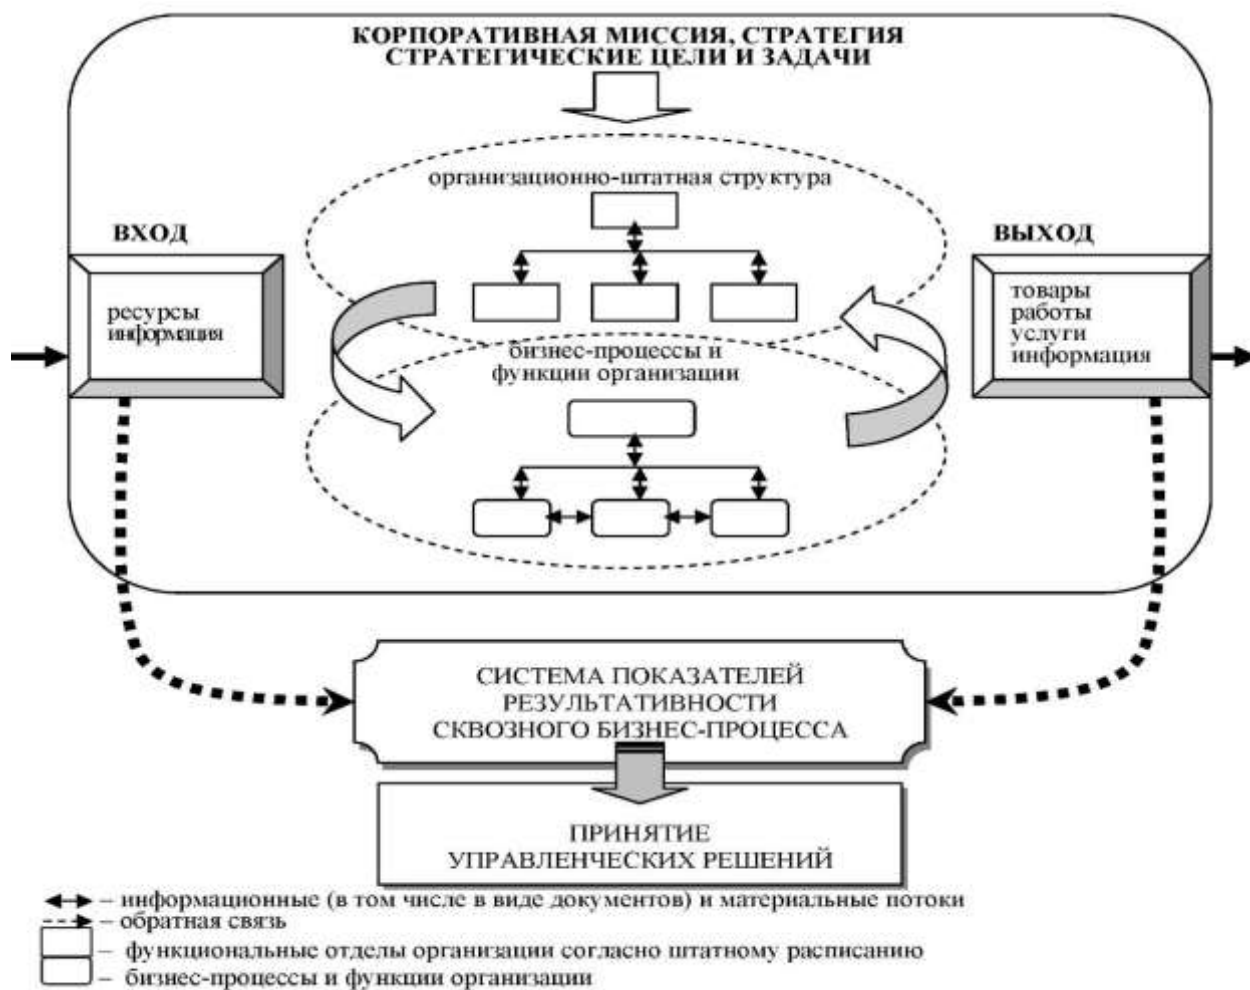 КОРПОРАТИВНАЯ МИССИЯ, СТРАТЕГИЯ
СТРАТЕГИЧЕСКИЕ ЦЕЛИ И ЗАДАЧИ
организационно-штатная структура
ВХОД
ресурсы
информация
ВЫХОД
товары
работы
услуги
информация
бизнес-процессы и
функции организации
СИСТЕМА ПОКАЗАТЕЛЕЙ
РЕЗУЛЬТАТИВНОСТИ
СКВОЗНОГО БИЗНЕС-ПРОЦЕССА
ПРИНЯТИЕ
УПРАВЛЕНЧЕСКИХ РЕШЕНИЙ
– информационные (в том числе в виде документов) и материальные потоки
– обратная связь
– функциональные отделы организации согласно штатному расписанию
– бизнес-процессы и функции организации